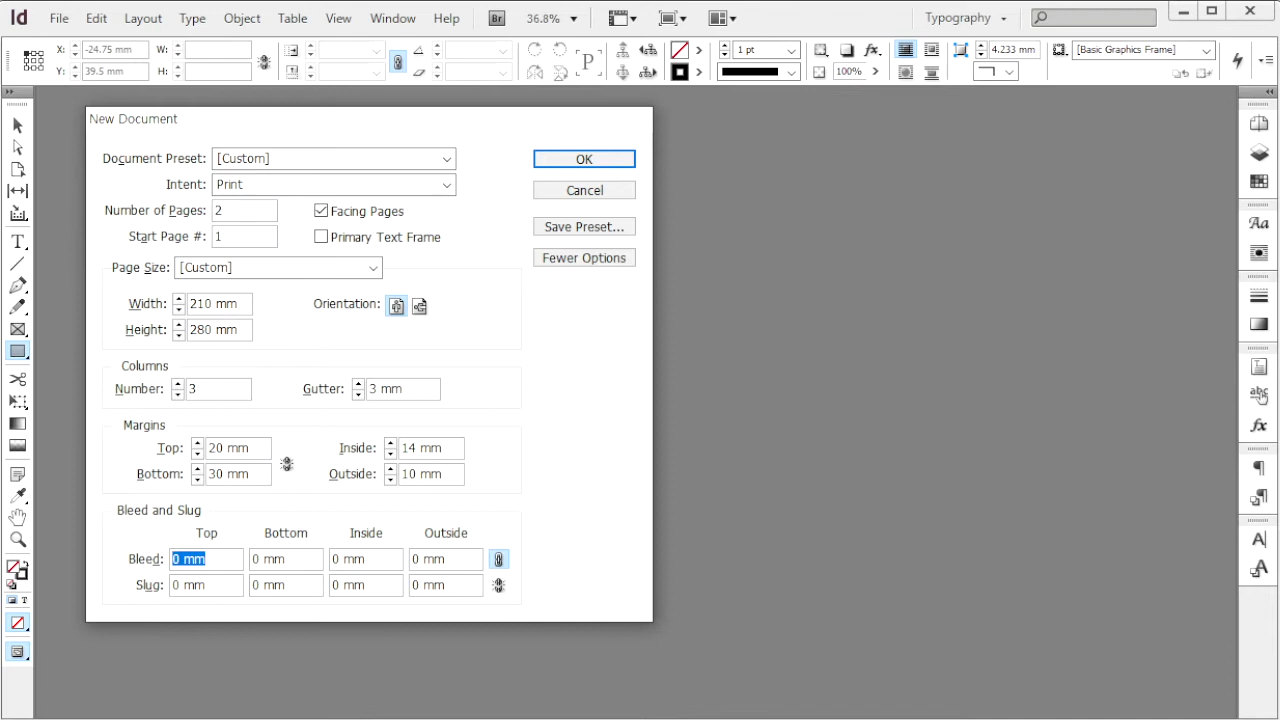 Id File Edit Layout Type Object Table View Window Help Br 36.8% Typography
X: -24.75 mm W: 1 pt 4.233 mm [Basic Graphics Frame]
Y: 39.5 mm H: P fx. 100%
New Document
Document Preset: [Custom] OK
Intent: Print Cancel
Number of Pages: 2 Facing Pages
Start Page #: 1 Primary Text Frame
Save Preset...
Fewer Options
Page Size: [Custom]
Width: 210 mm Orientation:
Height: 280 mm
Columns
Number: 3 Gutter: 3 mm
Margins
Top: 20 mm Inside: 14 mm
Bottom: 30 mm Outside: 10 mm
Bleed and Slug
Top Bottom Inside Outside
Bleed: 0 mm 0 mm 0 mm 0 mm
Slug: 0 mm 0 mm 0 mm 0 mm